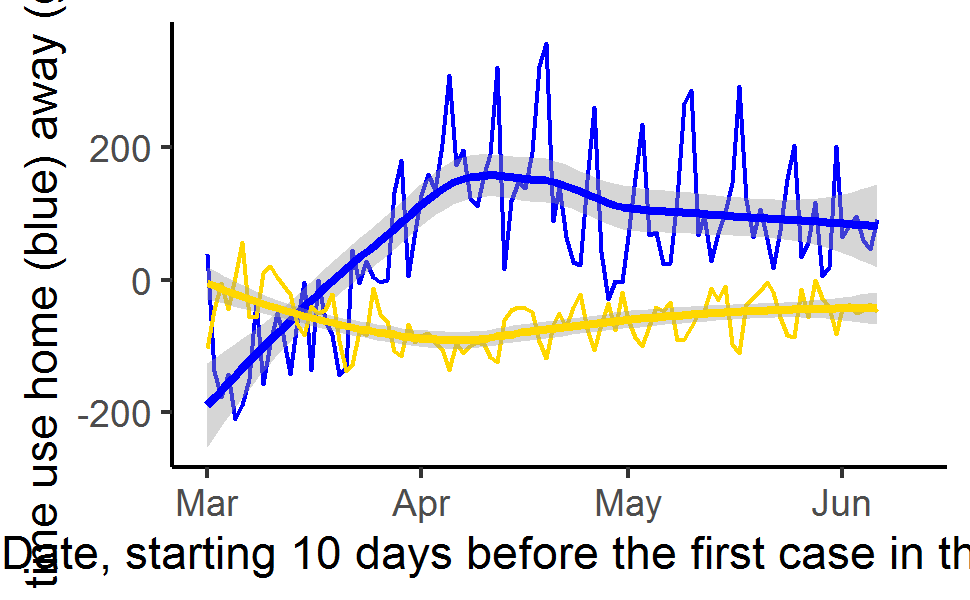 time use home (blue) away (
200
0
-200
Mar Apr May Jun
Date, starting 10 days before the first case in th